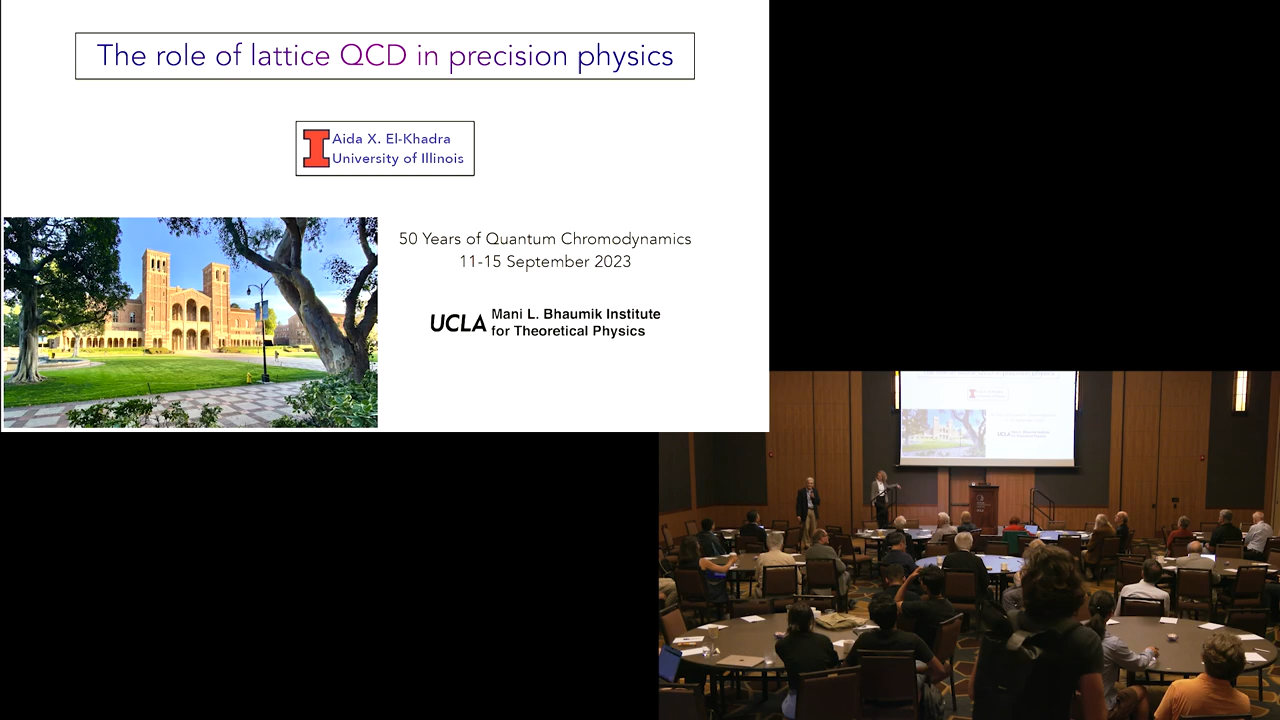 The role of lattice QCD in precision physics
Aida X. El-Khadra
University of Illinois
50 Years of Quantum Chromodynamics
11-15 September 2023
UCLA Mani L. Bhaumik Institute
for Theoretical Physics